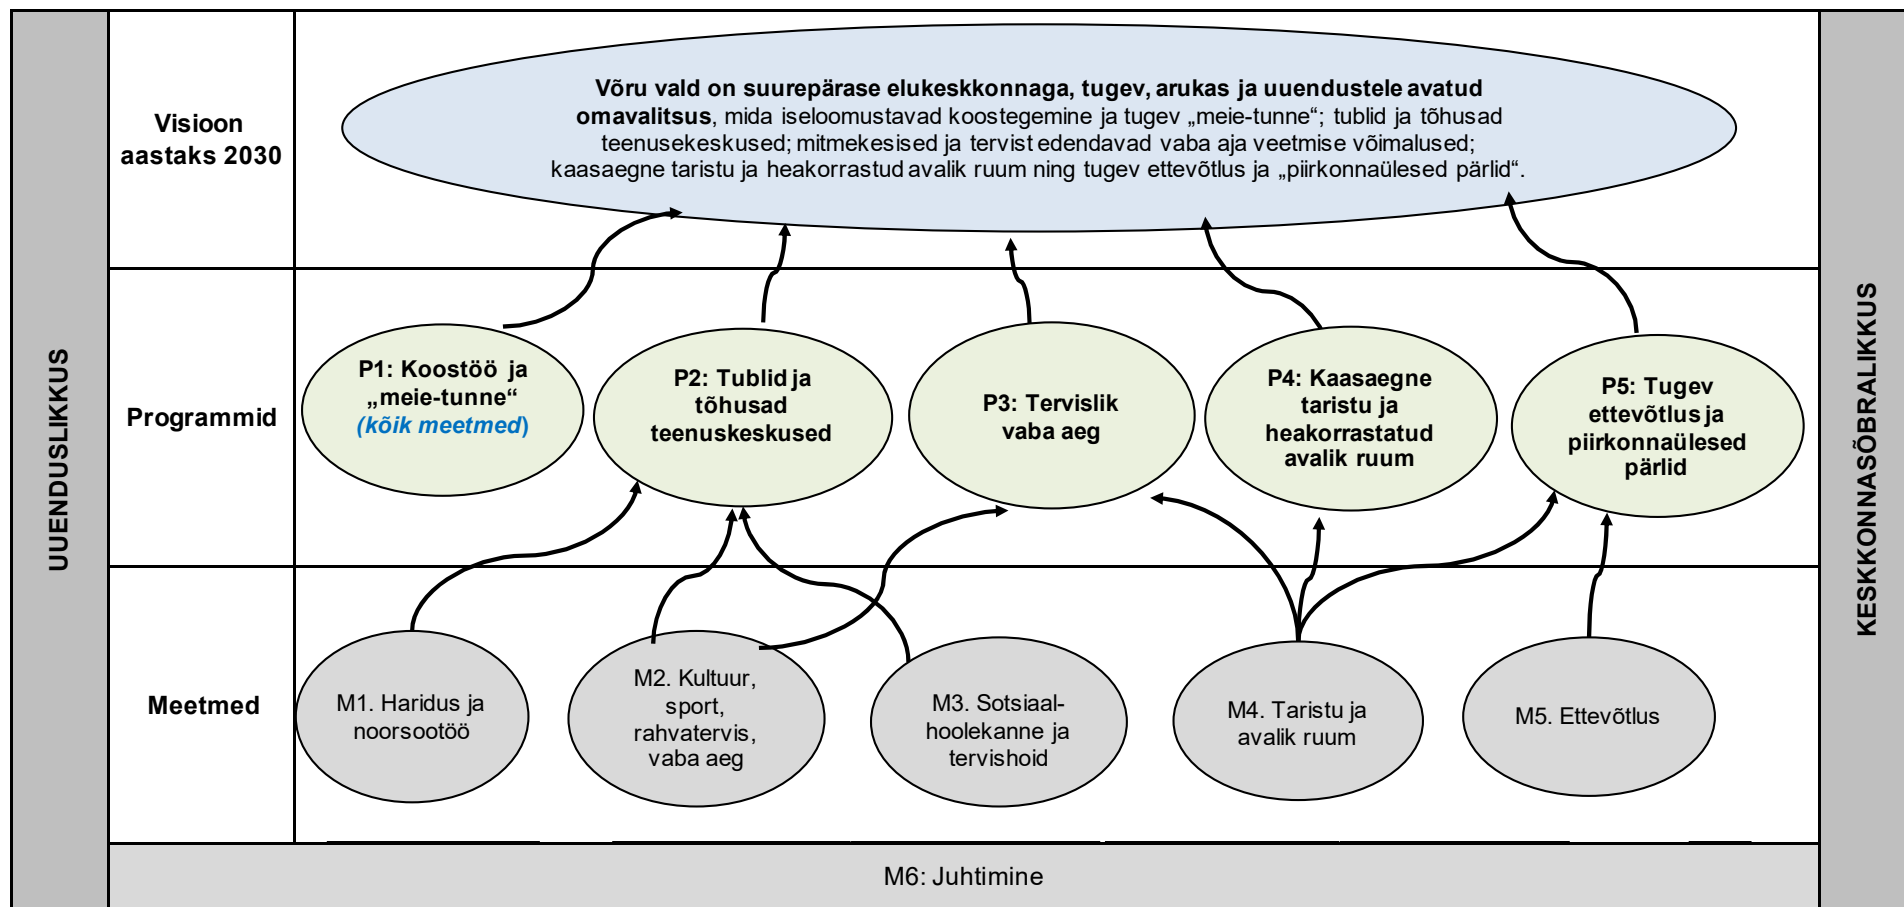 UUENDUSLIKKUS
Visioon
aastaks 2030
Võru vald on suurepärase elukeskkonnaga, tugev, arukas ja uuendustele avatud
omavalitsus, mida iseloomustavad koostegemine ja tugev „meie-tunne“; tublid ja tõhusad
teenusekeskused; mitmekesised ja tervist edendavad vaba aja veetmise võimalused;
kaasaegne taristu ja heakorrastud avalik ruum ning tugev ettevõtlus ja „piirkonnaülesed pärlid“.
Programmid
P1: Koostöö ja
„meie-tunne“
(kõik meetmed)
P2: Tublid ja
tõhusad
teenuskeskused
P3: Tervislik
vaba aeg
P4: Kaasaegne
taristu ja
heakorrastatud
avalik ruum
P5: Tugev
ettevõtlus ja
piirkonnaülesed
pärlid
Meetmed
M1. Haridus ja
noorsootöö
M2. Kultuur,
sport,
rahvatervis,
vaba aeg
M3. Sotsiaal-
hoolekanne ja
tervishoid
M4. Taristu ja
avalik ruum
M5. Ettevõtlus
M6: Juhtimine
KESKKONNASÕBRALIKKUS